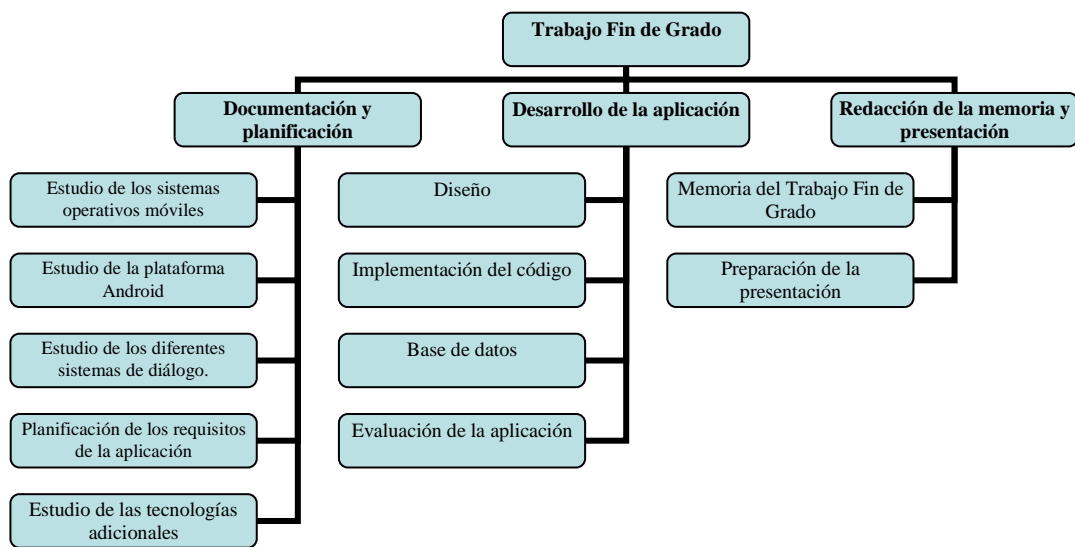 Trabajo Fin de Grado
Documentación y
planificación
Desarrollo de la aplicación
Redacción de la memoria y
presentación
Estudio de los sistemas
operativos móviles
Estudio de la plataforma
Android
Estudio de los diferentes
sistemas de diálogo.
Planificación de los requisitos
de la aplicación
Estudio de las tecnologías
adicionales
Diseño
Implementación del código
Base de datos
Evaluación de la aplicación
Memoria del Trabajo Fin de
Grado
Preparación de la
presentación